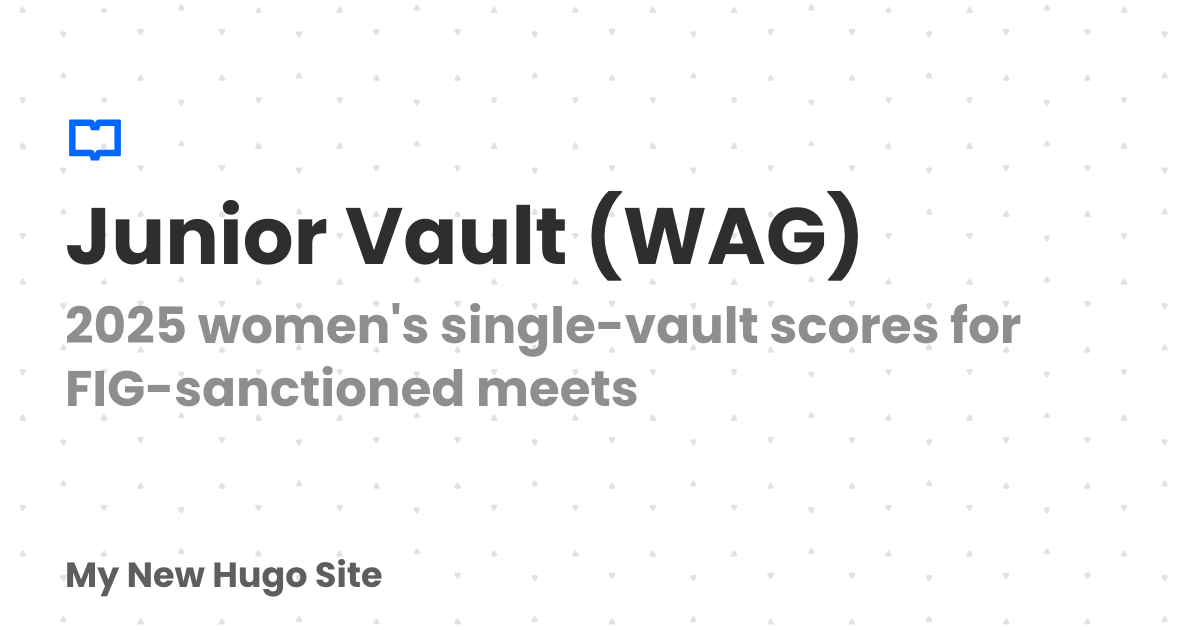 Junior Vault (WAG)
2025 women's single-vault scores for
FIG-sanctioned meets
My New Hugo Site